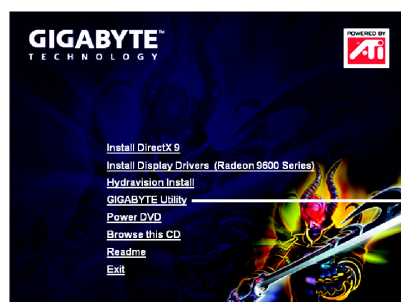 GIGABYTE™
TECHNOLOGY
POWERED BY
ATi
Install DirectX 9
Install Display Drivers (Radeon 9600 Series)
Hydravision Install
GIGABYTE Utility
Power DVD
Browse this CD
Readme
Exit